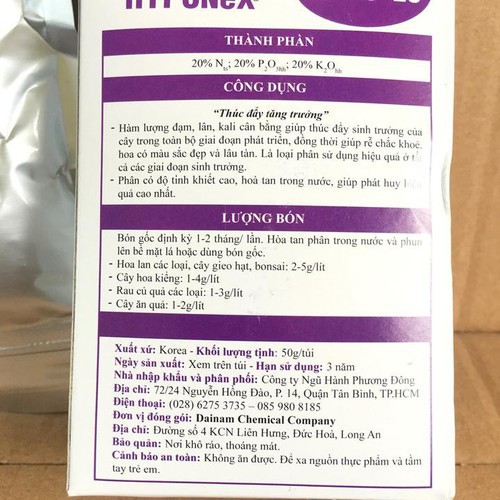 HYPONeX®
THÀNH PHẦN
20% Nts; 20% P2O5hh; 20% K2Ohh
CÔNG DỤNG
“Thúc đẩy tăng trưởng”
- Hàm lượng đạm, lân, kali cân bằng giúp thúc đẩy sinh trưởng của
cây trong toàn bộ giai đoạn phát triển, đồng thời giúp rễ chắc khoẻ,
hoa có màu sắc đẹp và lâu tàn. Là loại phân sử dụng hiệu quả ở tất
cả các giai đoạn sinh trưởng.
- Phân có độ tinh khiết cao, hoà tan trong nước, giúp phát huy hiệu
quả cao nhất.
LƯỢNG BÓN
Bón gốc định kỳ 1-2 tháng/ lần. Hòa tan phân trong nước và phun
lên bề mặt lá hoặc dùng bón gốc.
- Hoa lan các loại, cây gieo hạt, bonsai: 2-5g/lít
- Cây hoa kiểng: 1-4g/lít
- Rau củ quả các loại: 1-3g/lít
- Cây ăn quả: 1-2g/lít
Xuất xứ: Korea - Khối lượng tịnh: 50g/túi
Ngày sản xuất: Xem trên túi - Hạn sử dụng: 3 năm
Nhà nhập khẩu và phân phối: Công ty Ngũ Hành Phương Đông
Địa chỉ: 72/24 Nguyễn Hồng Đào, P. 14, Quận Tân Bình, TP.HCM
Điện thoại: (028) 6275 3735 – 085 980 8185
Đơn vị đóng gói: Dainam Chemical Company
Địa chỉ: Đường số 4 KCN Liên Hưng, Đức Hoà, Long An
Bảo quản: Nơi khô ráo, thoáng mát.
Cảnh báo an toàn: Không ăn được. Để xa nguồn thực phẩm và tầm
tay trẻ em.